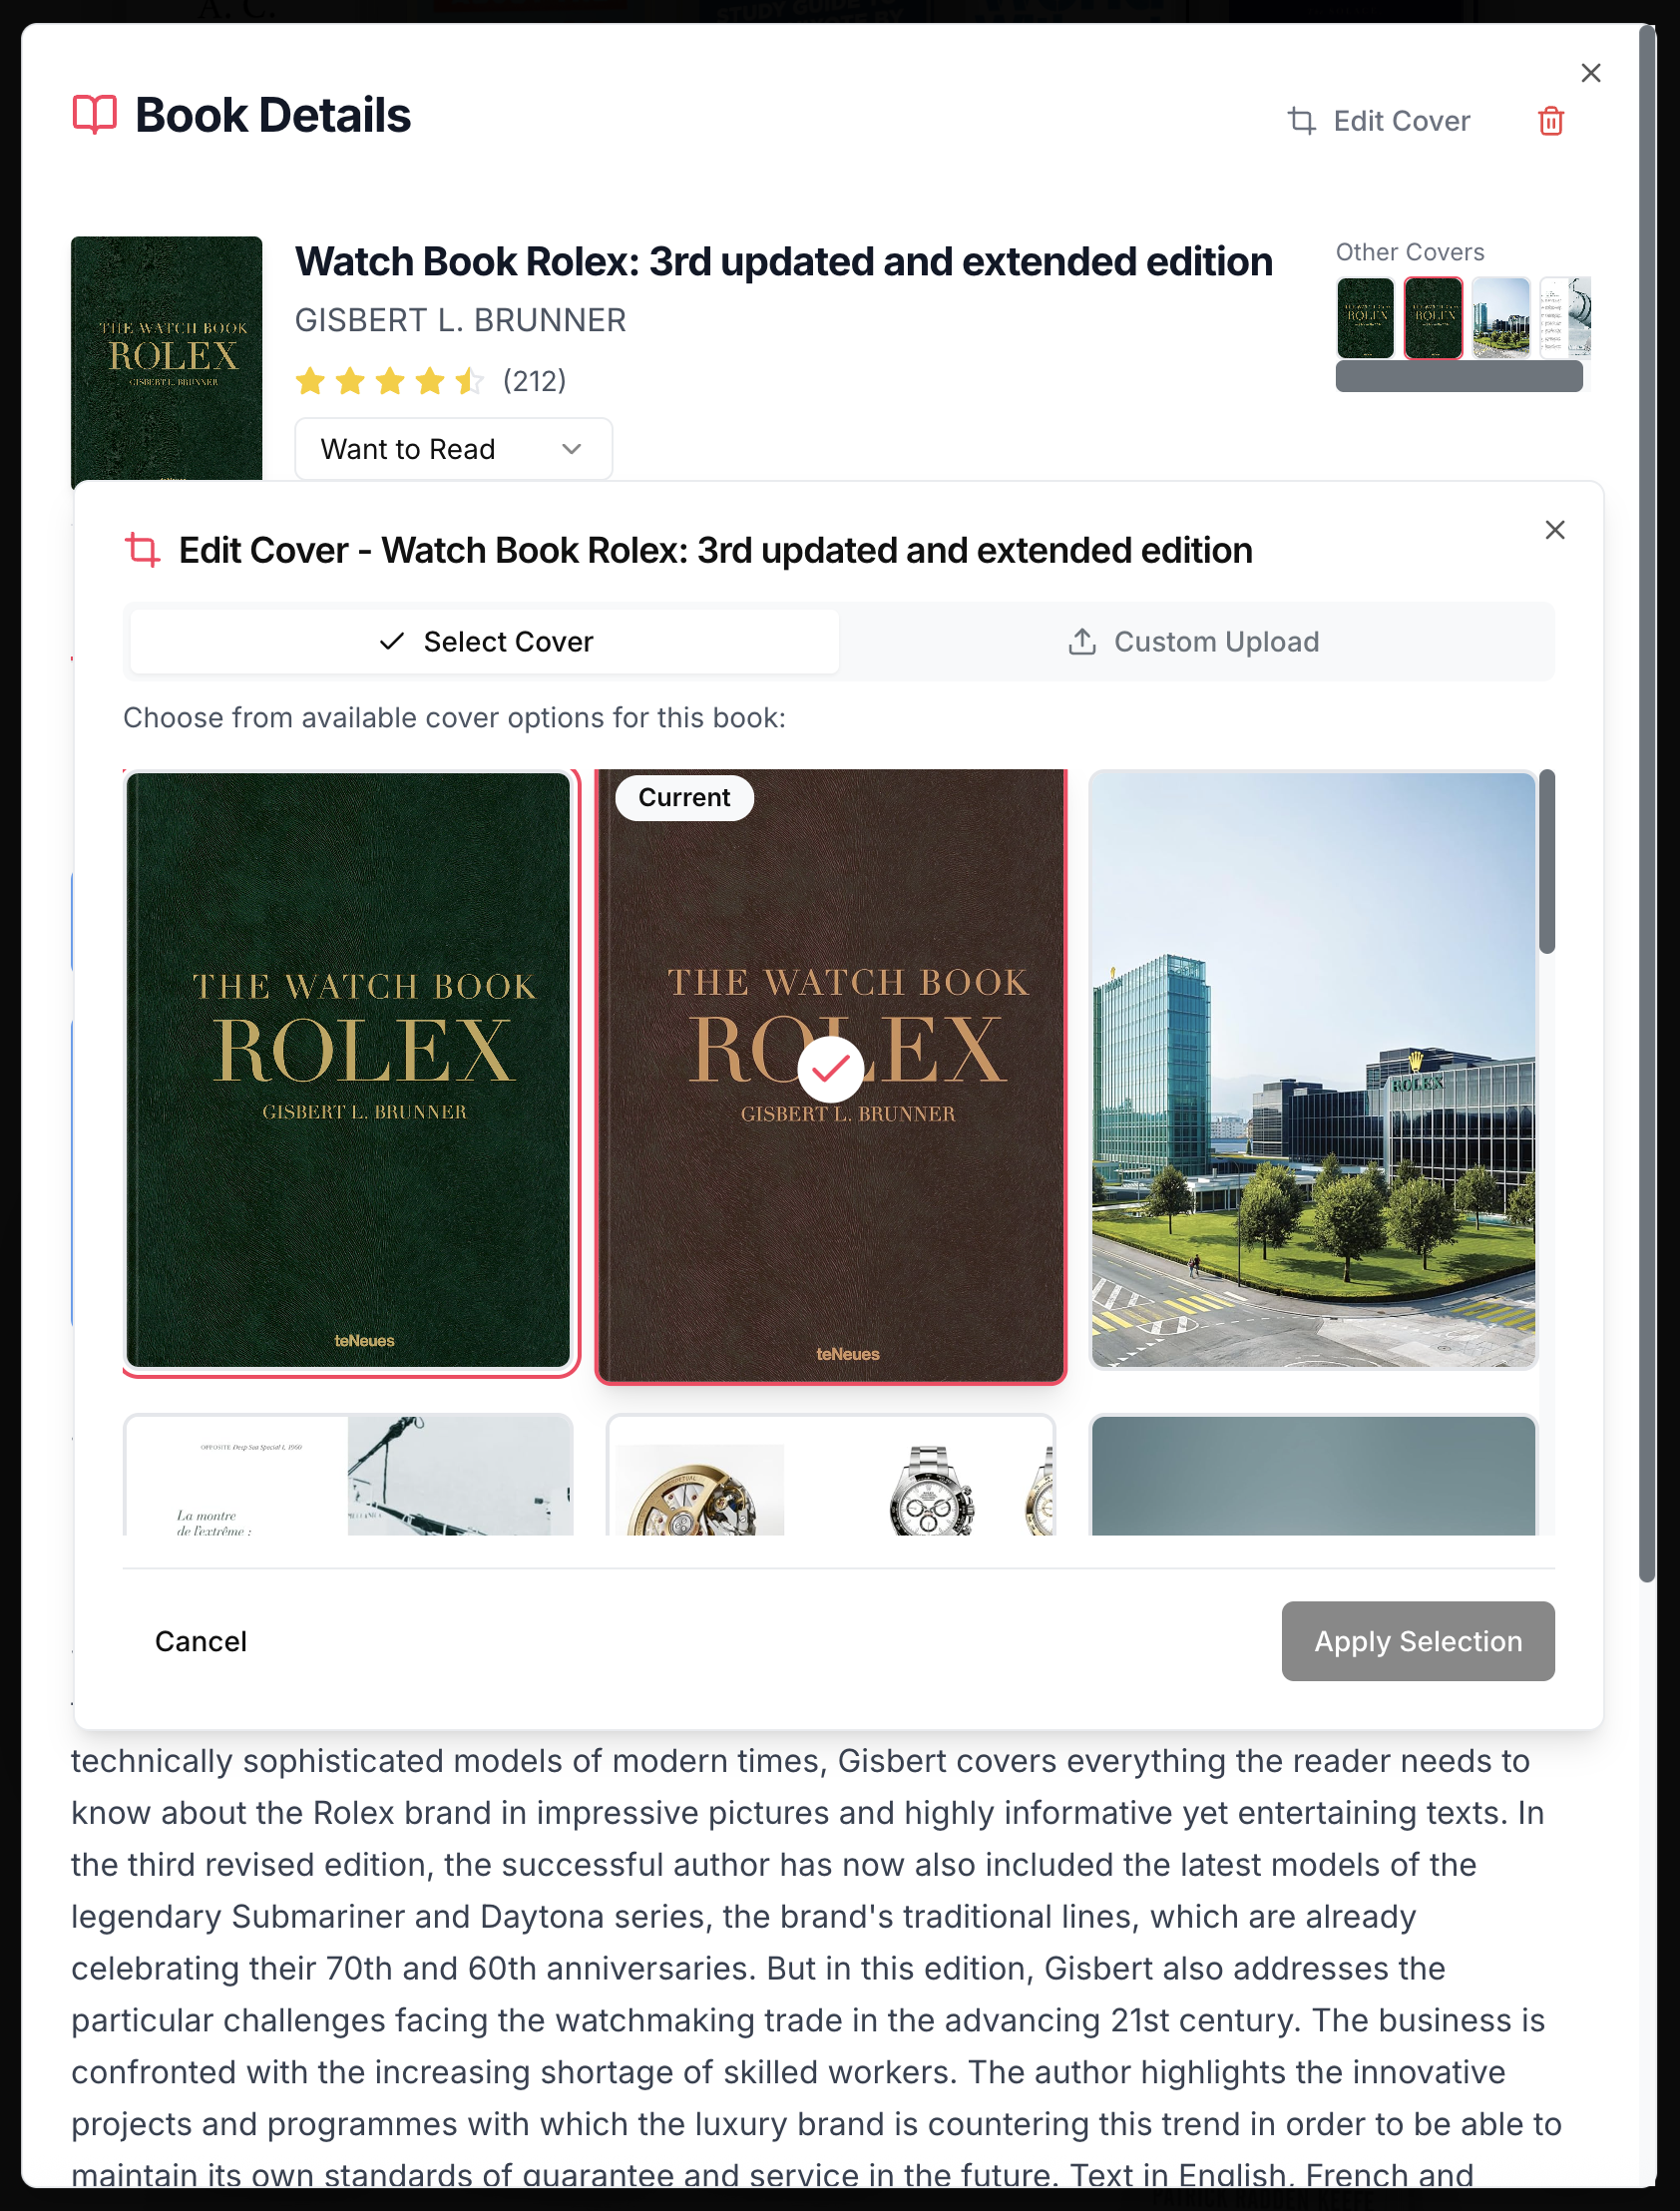 A. C.
STUDY GUIDE TO
Book Details
Edit Cover
THE WATCH BOOK
ROLEX
GISBERT L. BRUNNER
Watch Book Rolex: 3rd updated and extended edition
GISBERT L. BRUNNER
(212)
Want to Read
Other Covers
ROLEX
ROLEX
Edit Cover - Watch Book Rolex: 3rd updated and extended edition
Select Cover
Custom Upload
Choose from available cover options for this book:
THE WATCH BOOK
ROLEX
GISBERT L. BRUNNER
teNeues
Current
THE WATCH BOOK
ROLEX
GISBERT L. BRUNNER
teNeues
ROLEX
OPPOSITE Deep Sea Special I, 1960
La montre
de l'extrême :
Cancel
Apply Selection
technically sophisticated models of modern times, Gisbert covers everything the reader needs to
know about the Rolex brand in impressive pictures and highly informative yet entertaining texts. In
the third revised edition, the successful author has now also included the latest models of the
legendary Submariner and Daytona series, the brand's traditional lines, which are already
celebrating their 70th and 60th anniversaries. But in this edition, Gisbert also addresses the
particular challenges facing the watchmaking trade in the advancing 21st century. The business is
confronted with the increasing shortage of skilled workers. The author highlights the innovative
projects and programmes with which the luxury brand is countering this trend in order to be able to
maintain its own standards of guarantee and service in the future. Text in English, French and